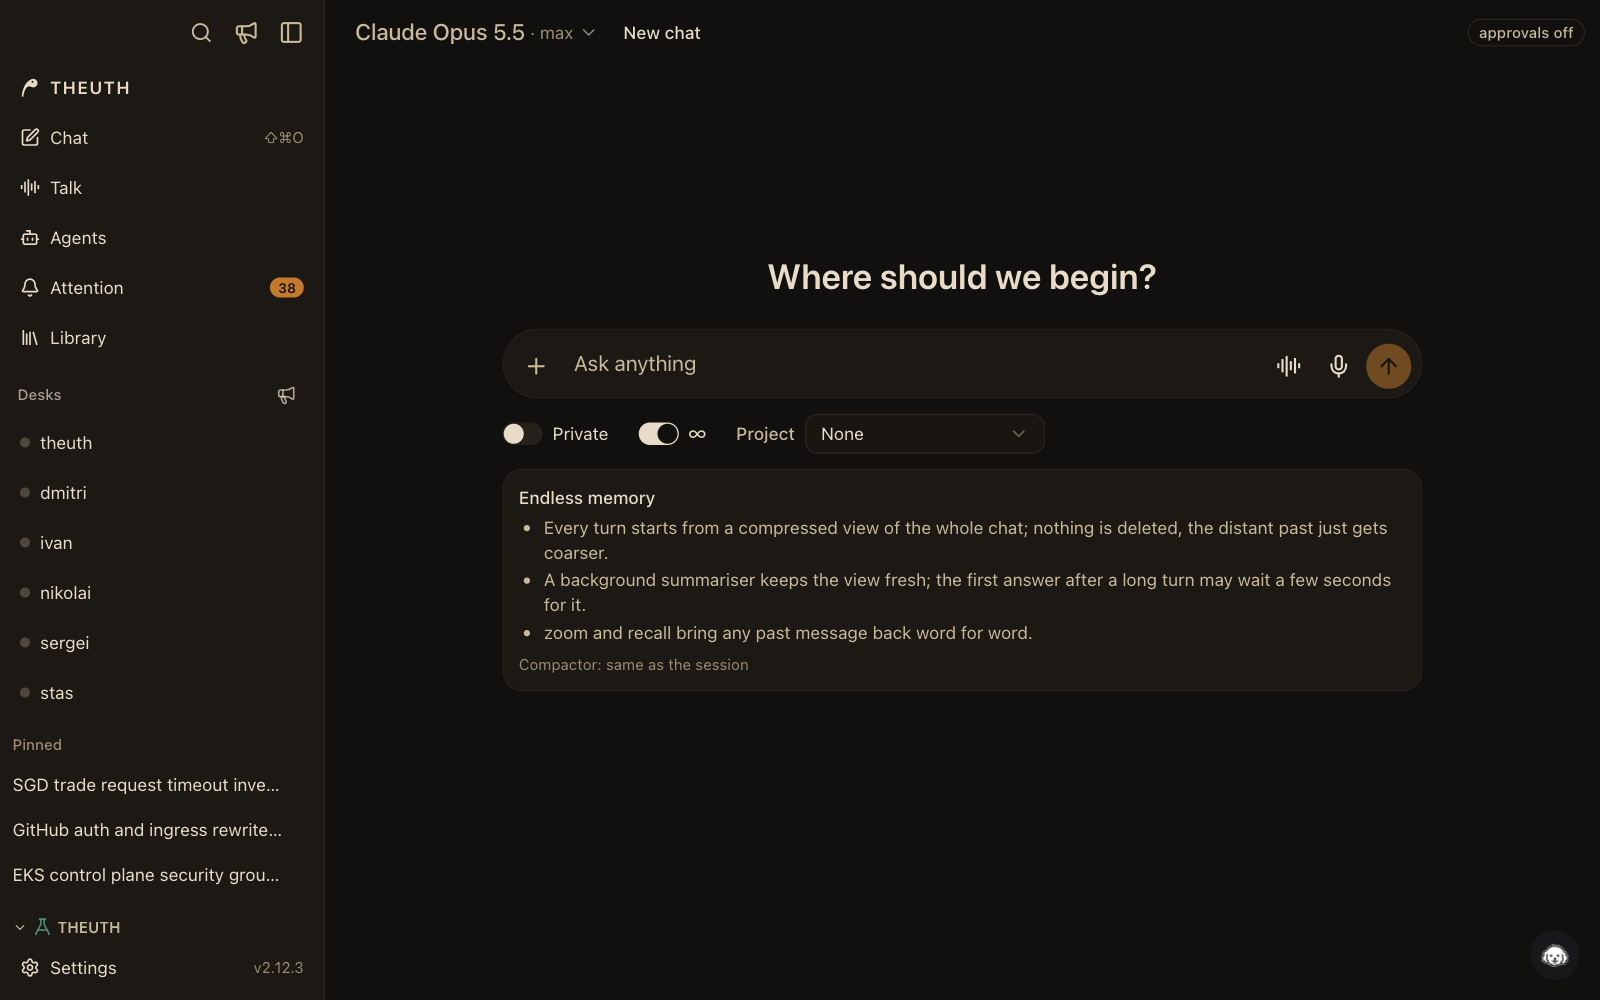 Claude Opus 5.5 · max
New chat
approvals off
THEUTH
Chat
⇧⌘O
Talk
Agents
Attention
38
Library
Desks
theuth
dmitri
ivan
nikolai
sergei
stas
Pinned
SGD trade request timeout inve...
GitHub auth and ingress rewrite...
EKS control plane security grou...
THEUTH
Settings
v2.12.3
Where should we begin?
Ask anything
Private
∞
Project
None
Endless memory
• Every turn starts from a compressed view of the whole chat; nothing is deleted, the distant past just gets
coarser.
• A background summariser keeps the view fresh; the first answer after a long turn may wait a few seconds
for it.
• zoom and recall bring any past message back word for word.
Compactor: same as the session